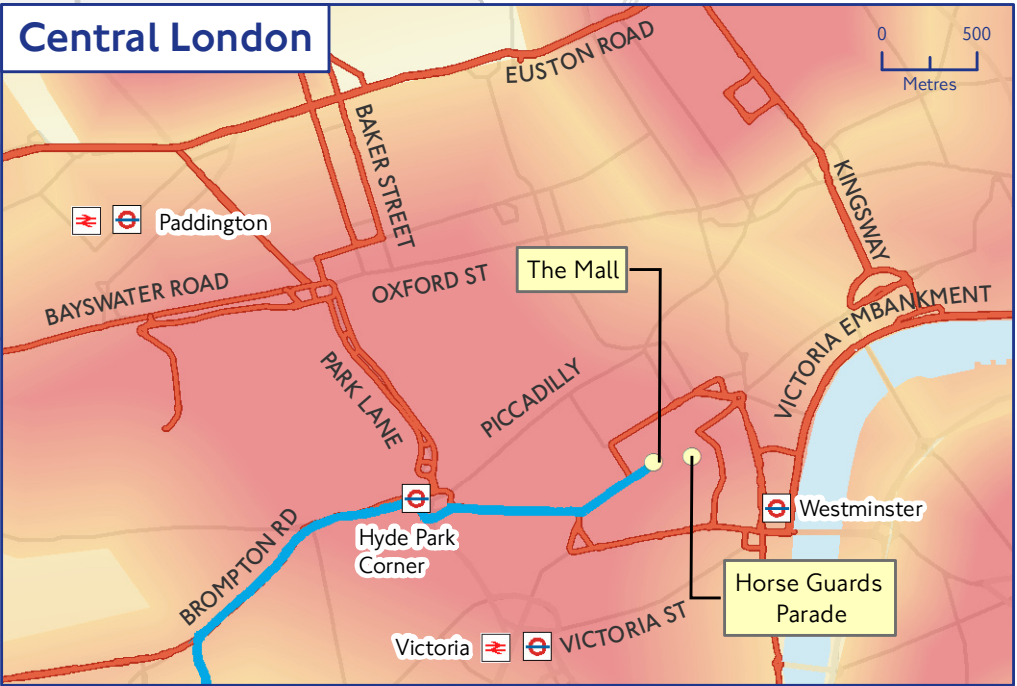 Central London
EUSTON ROAD
0 500
Metres
BAKER STREET
KINGSWAY
Paddington
The Mall
BAYSWATER ROAD
OXFORD ST
VICTORIA EMBANKMENT
PARK LANE
PICCADILLY
Westminster
Hyde Park
Corner
BROMPTON RD
Horse Guards
Parade
Victoria
VICTORIA ST